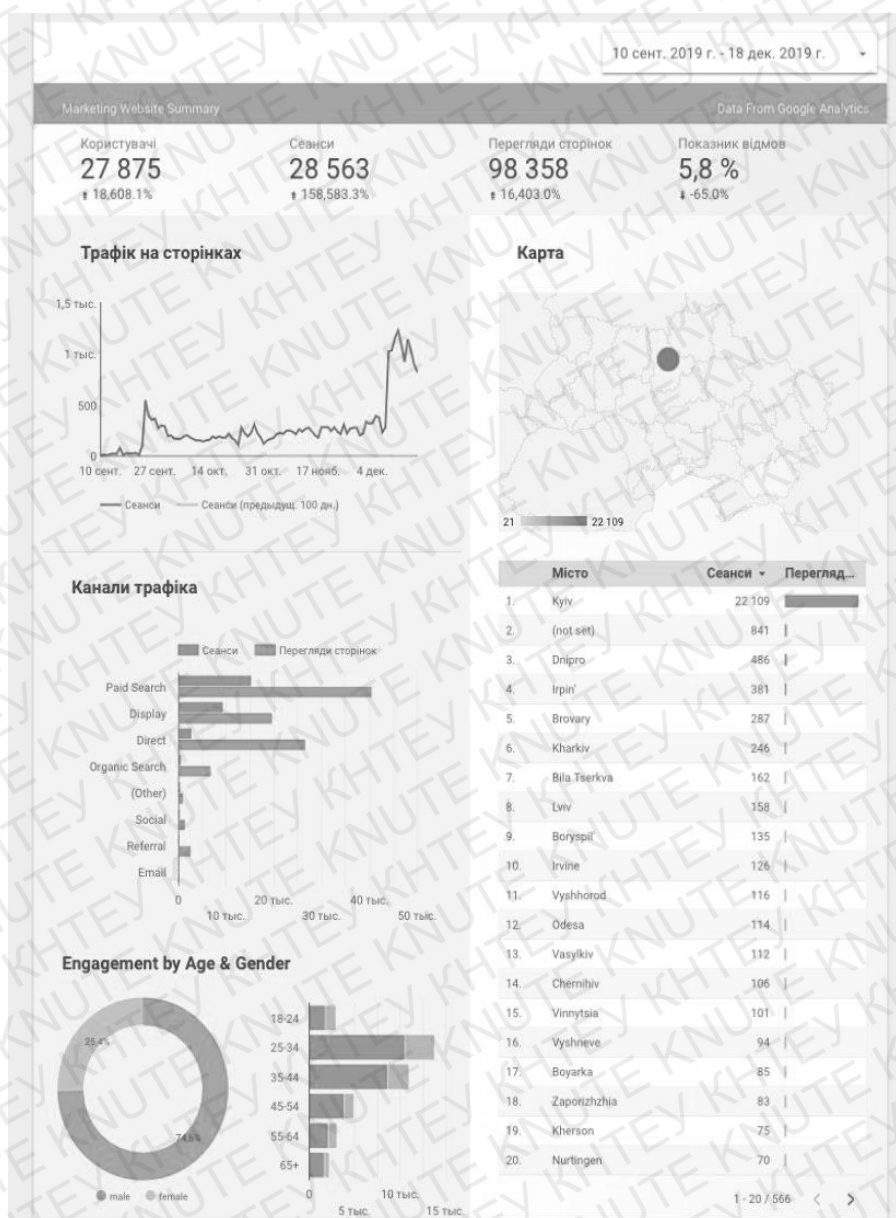 10 сент. 2019 г. - 18 дек. 2019 г.
Marketing Website Summary
Data From Google Analytics
Користувачі
27 875
18,608.1%
Сеанси
28 563
158,583.3%
Перегляди сторінок
98 358
16,403.0%
Показник відмов
5,8 %
-65.0%
Трафік на сторінках
1,5 тыс.
1 тыс.
500
0
10 сент. 27 сент. 14 окт. 31 окт. 17 нояб. 4 дек.
Сеанси Сеанси (предыдущ. 100 дн.)
Карта
21 22 109
Канали трафіка
Сеанси Перегляди сторінок
Paid Search
Display
Direct
Organic Search
(Other)
Social
Referral
Email
0 20 тыс. 40 тыс.
10 тыс. 30 тыс. 50 тыс.
Engagement by Age & Gender
25,4%
74,6%
male female
18-24
25-34
35-44
45-54
55-64
65+
0 10 тыс.
5 тыс. 15 тыс.
Місто Сеанси Перегляд...
1. Kyiv 22 109
2. (not set) 841
3. Dnipro 486
4. Irpin' 381
5. Brovary 287
6. Kharkiv 246
7. Bila Tserkva 162
8. Lviv 158
9. Boryspil' 135
10. Irvine 126
11. Vyshhorod 116
12. Odesa 114
13. Vasylkiv 112
14. Chernihiv 106
15. Vinnytsia 101
16. Vyshneve 94
17. Boyarka 85
18. Zaporizhzhia 83
19. Kherson 75
20. Nurtingen 70
1 - 20 / 566
КНТЕУ KNUTE